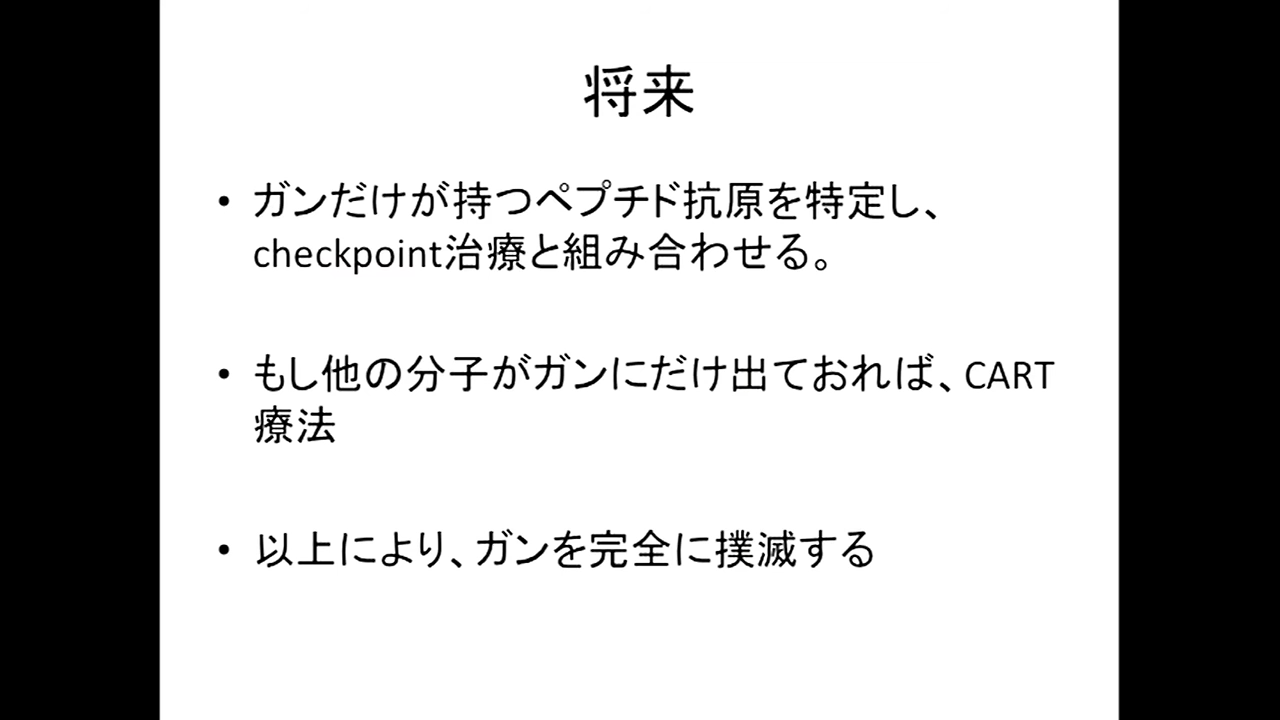 将来
• ガンだけが持つペプチド抗原を特定し、
checkpoint治療と組み合わせる。
• もし他の分子がガンにだけ出ておれば、CART
療法
• 以上により、ガンを完全に撲滅する